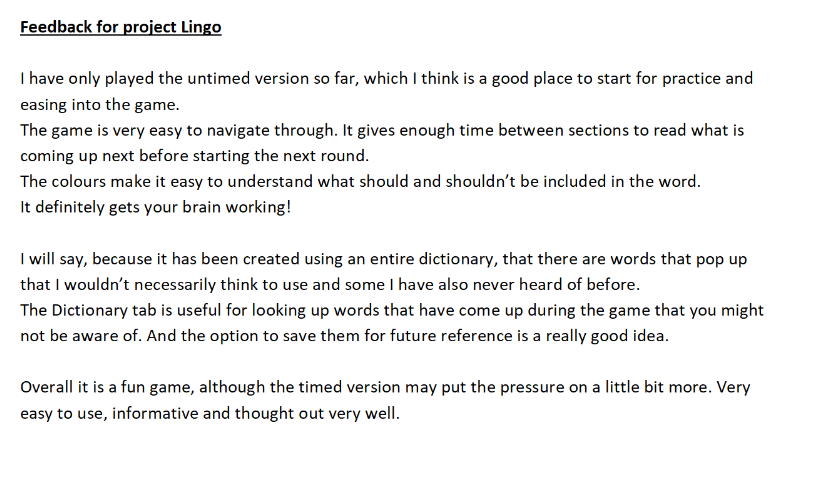 Feedback for project Lingo
I have only played the untimed version so far, which I think is a good place to start for practice and
easing into the game.
The game is very easy to navigate through. It gives enough time between sections to read what is
coming up next before starting the next round.
The colours make it easy to understand what should and shouldn’t be included in the word.
It definitely gets your brain working!
I will say, because it has been created using an entire dictionary, that there are words that pop up
that I wouldn’t necessarily think to use and some I have also never heard of before.
The Dictionary tab is useful for looking up words that have come up during the game that you might
not be aware of. And the option to save them for future reference is a really good idea.
Overall it is a fun game, although the timed version may put the pressure on a little bit more. Very
easy to use, informative and thought out very well.